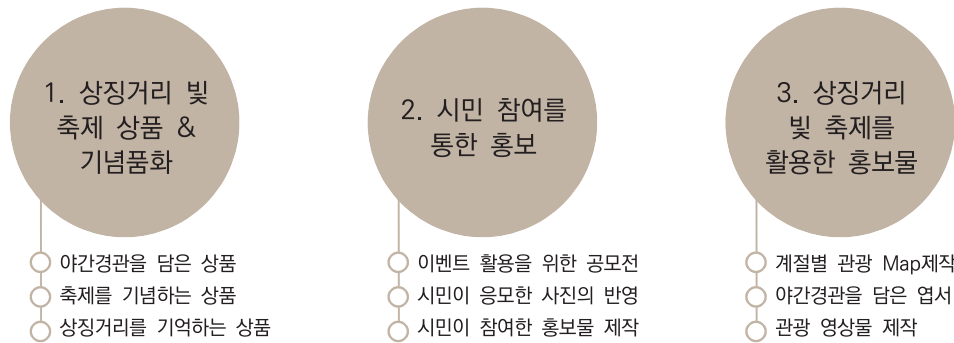 1. 상징거리 빛
축제 상품 &
기념품화
야간경관을 담은 상품
축제를 기념하는 상품
상징거리를 기억하는 상품
2. 시민 참여를
통한 홍보
이벤트 활용을 위한 공모전
시민이 응모한 사진의 반영
시민이 참여한 홍보물 제작
3. 상징거리
빛 축제를
활용한 홍보물
계절별 관광 Map제작
야간경관을 담은 엽서
관광 영상물 제작